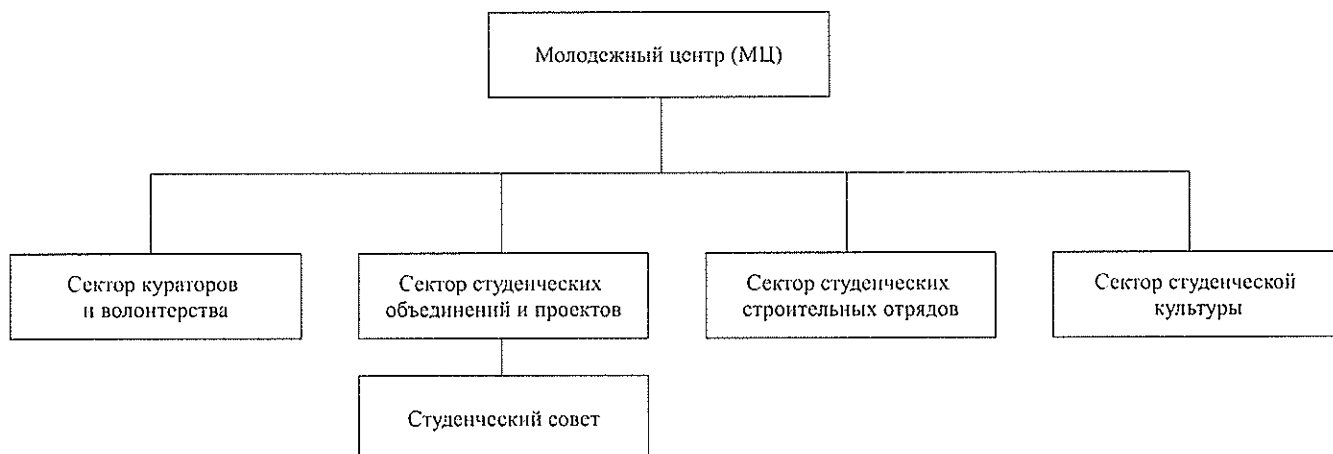 Молодежный центр (МЦ)
Сектор кураторов
и волонтерства
Сектор студенческих
объединений и проектов
Сектор студенческих
строительных отрядов
Сектор студенческой
культуры
Студенческий совет